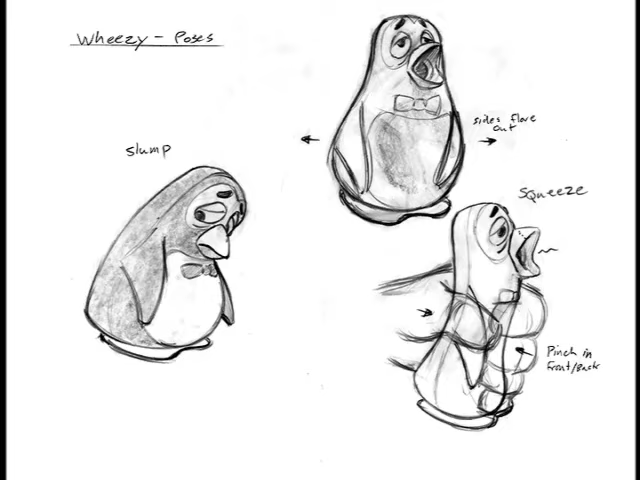 Wheezy - Poses
sides flare
out
slump
squeeze
Pinch in
front/back